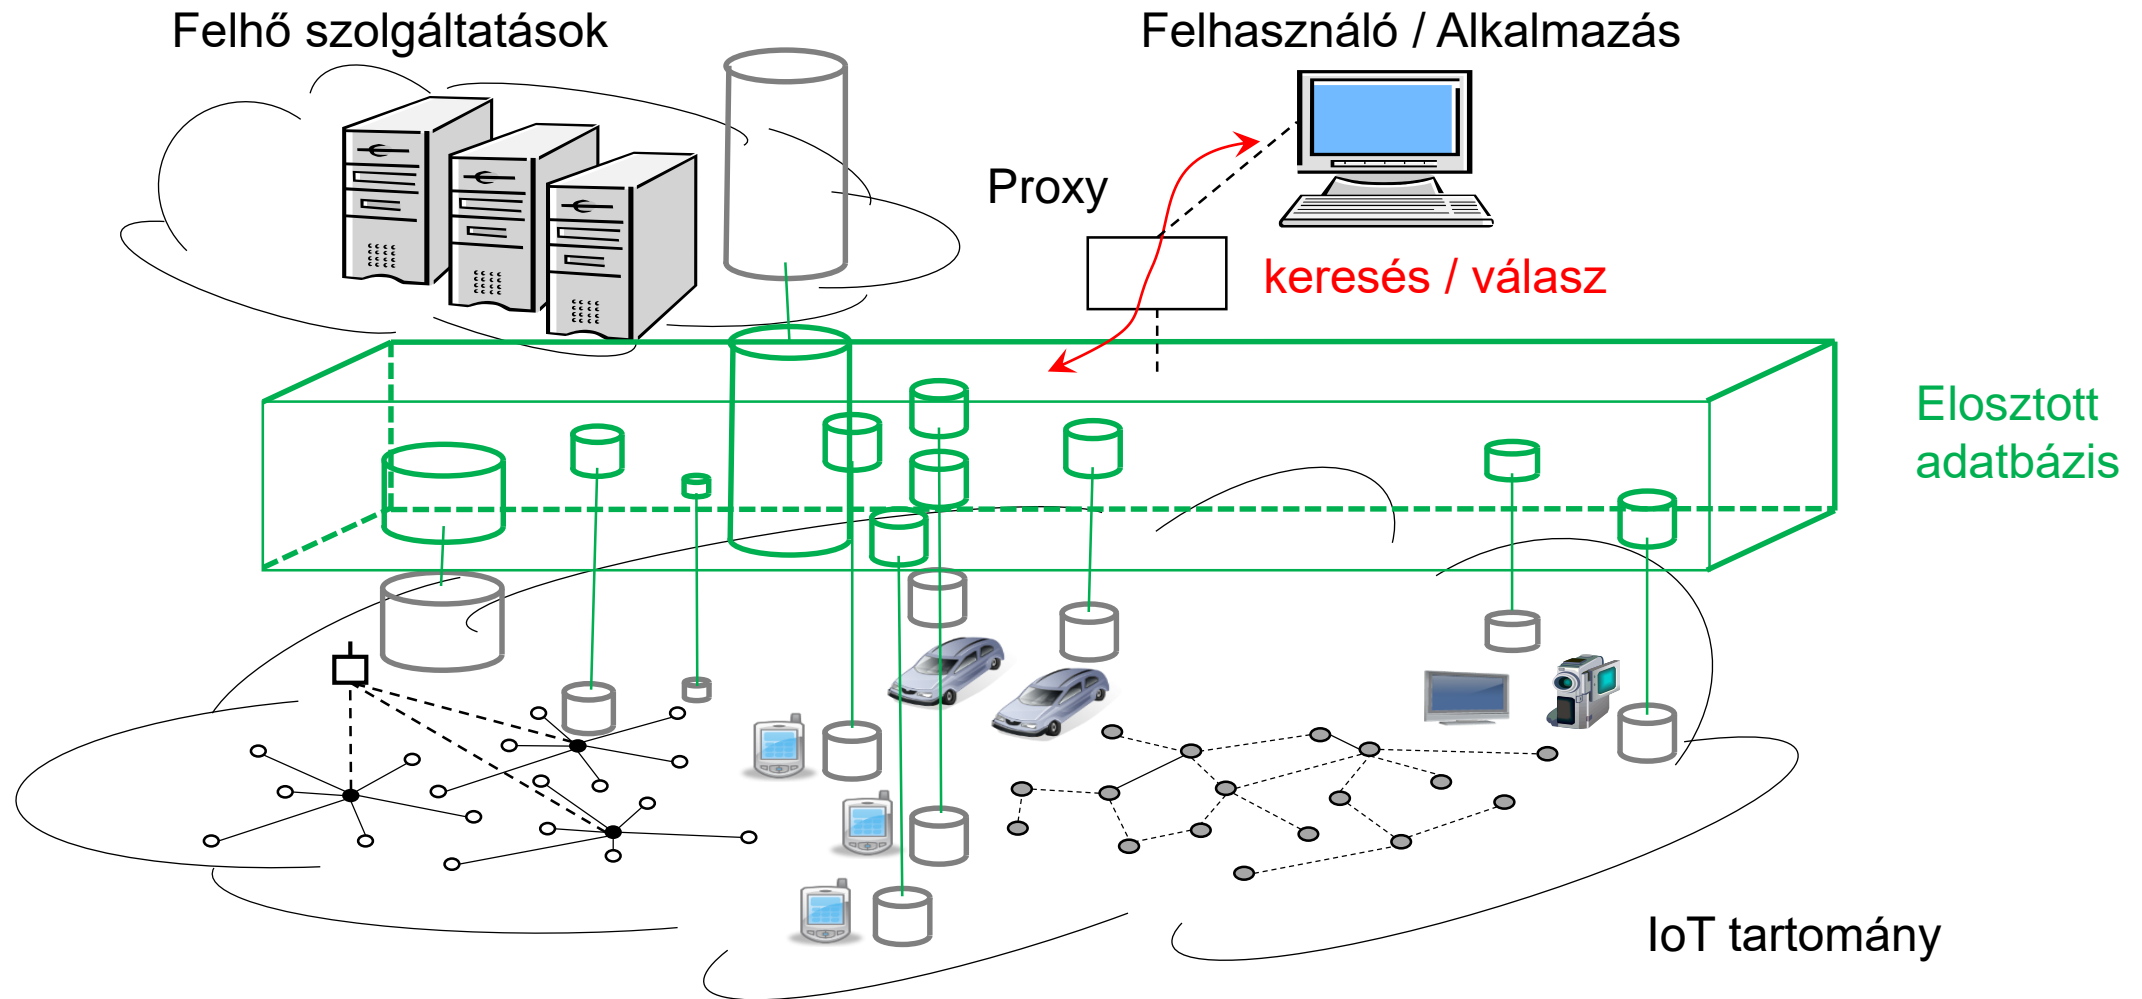 Felhő szolgáltatások
Felhasználó / Alkalmazás
Proxy
keresés / válasz
Elosztott
adatbázis
IoT tartomány